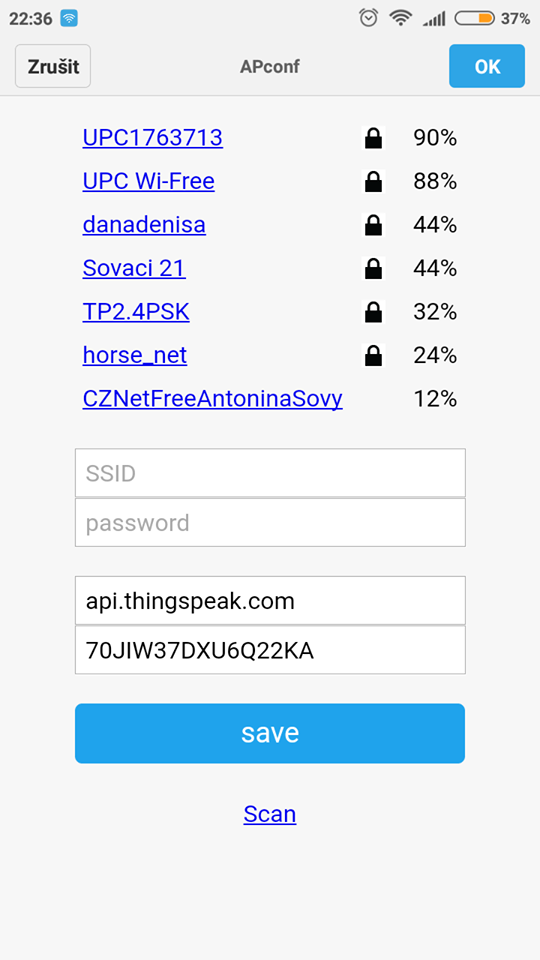 22:36 37%
Zrušit APconf OK
UPC1763713 90%
UPC Wi-Free 88%
danadenisa 44%
Sovaci 21 44%
TP2.4PSK 32%
horse_net 24%
CZNetFreeAntoninaSovy 12%
SSID
password
api.thingspeak.com
70JIW37DXU6Q22KA
save
Scan